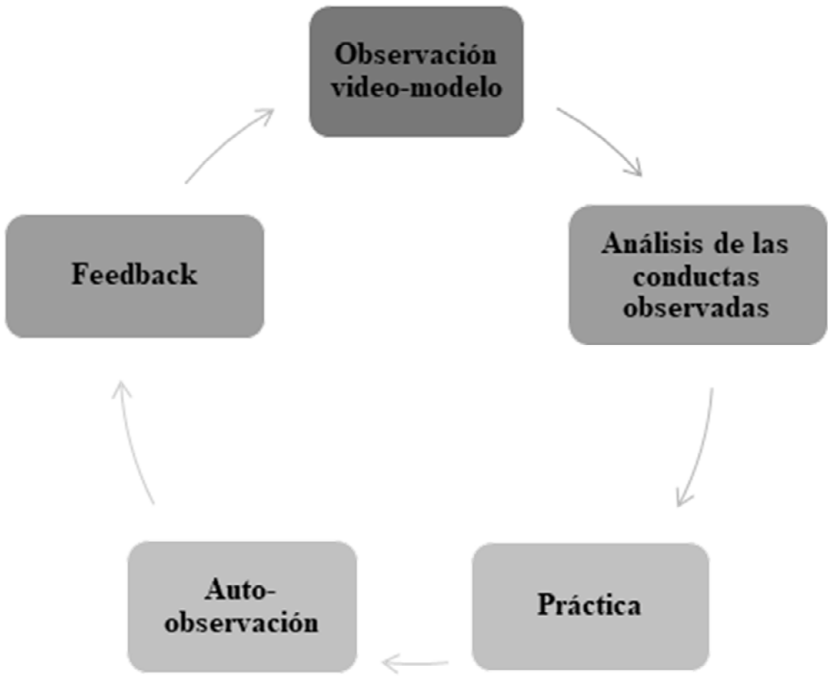 Observación
video-modelo
Análisis de las
conductas
observadas
Práctica
Auto-
observación
Feedback